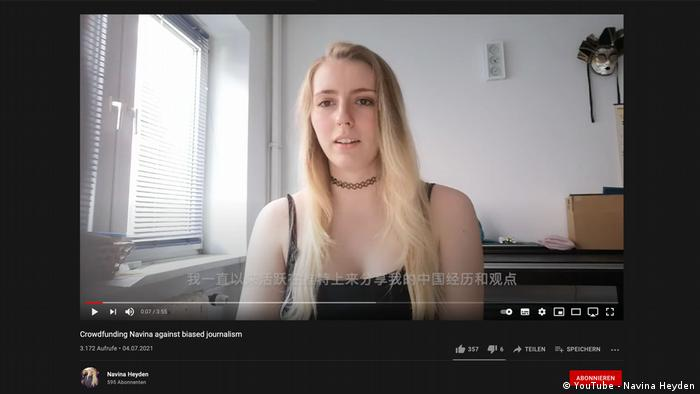 我一直以来活跃在推特上来分享我的中国经历和观点
0:07 / 3:55
Crowdfunding Navina against biased journalism
3.172 Aufrufe • 04.07.2021
357
6
TEILEN
SPEICHERN
Navina Heyden
595 Abonnenten
ABONNIEREN
© YouTube - Navina Heyden